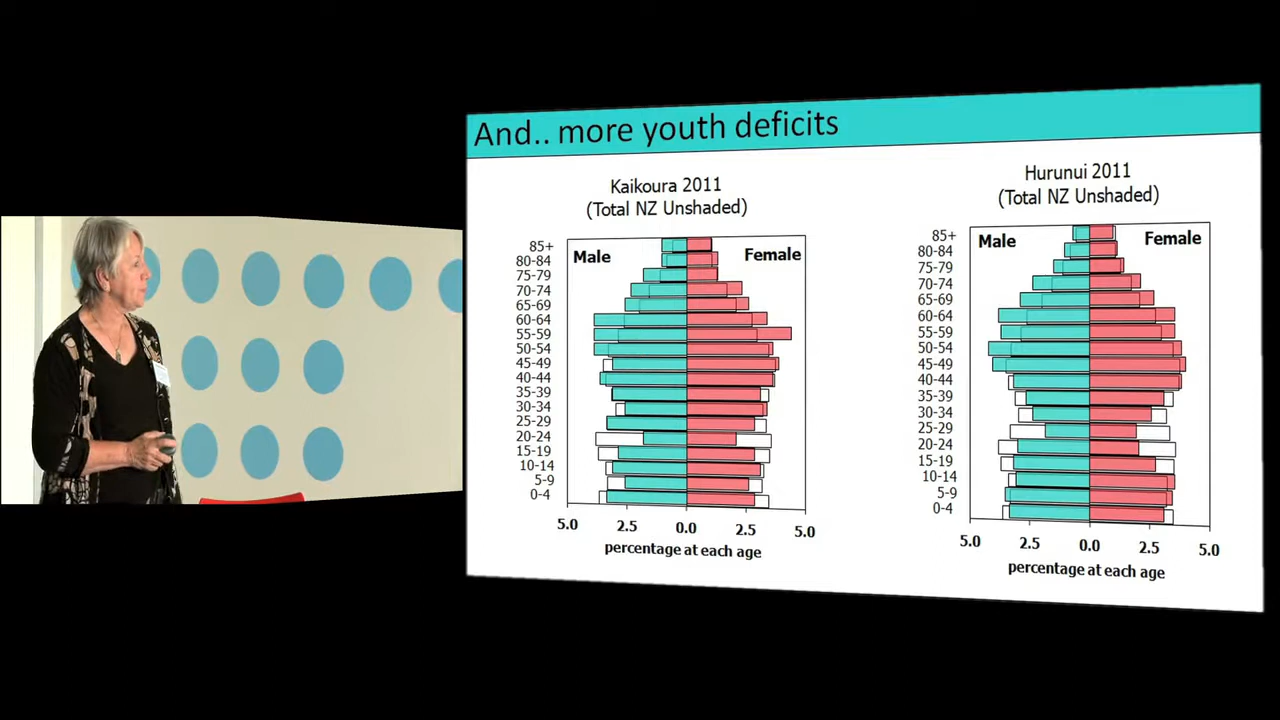 And.. more youth deficits
Kaikoura 2011
(Total NZ Unshaded)
Male
Female
85+
80-84
75-79
70-74
65-69
60-64
55-59
50-54
45-49
40-44
35-39
30-34
25-29
20-24
15-19
10-14
5-9
0-4
5.0 2.5 0.0 2.5 5.0
percentage at each age
Hurunui 2011
(Total NZ Unshaded)
Male
Female
85+
80-84
75-79
70-74
65-69
60-64
55-59
50-54
45-49
40-44
35-39
30-34
25-29
20-24
15-19
10-14
5-9
0-4
5.0 2.5 0.0 2.5 5.0
percentage at each age